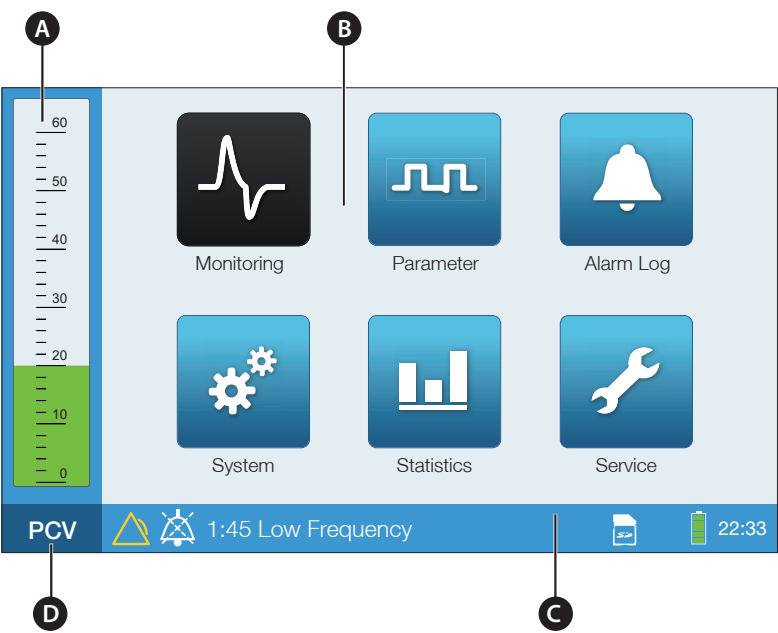 A
B
60
50
40
30
20
10
0
Monitoring
Parameter
Alarm Log
System
Statistics
Service
PCV
1:45 Low Frequency
SD
22:33
D
C